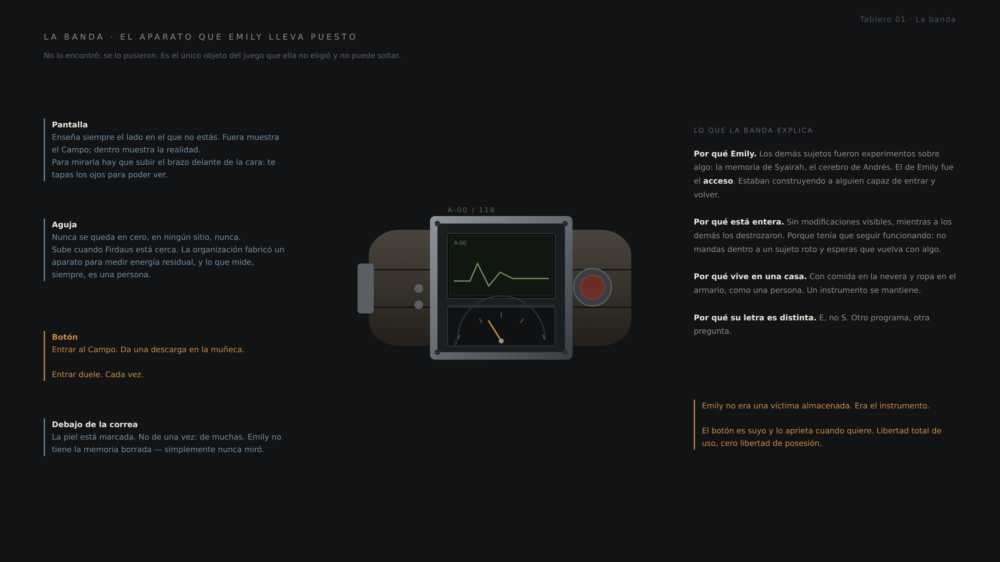 Tablero 01 · La banda
LA BANDA · EL APARATO QUE EMILY LLEVA PUESTO
No lo encontró: se lo pusieron. Es el único objeto del juego que ella no eligió y no puede soltar.
Pantalla
Enseña siempre el lado en el que no estás. Fuera muestra
el Campo; dentro muestra la realidad.
Para mirarla hay que subir el brazo delante de la cara: te
tapas los ojos para poder ver.
Aguja
Nunca se queda en cero, en ningún sitio, nunca.
Sube cuando Firdaus está cerca. La organización fabricó un
aparato para medir energía residual, y lo que mide,
siempre, es una persona.
Botón
Entrar al Campo. Da una descarga en la muñeca.
Entrar duele. Cada vez.
Debajo de la correa
La piel está marcada. No de una vez: de muchas. Emily no
tiene la memoria borrada — simplemente nunca miró.
A-00 / 118
A-00
0
LO QUE LA BANDA EXPLICA
Por qué Emily. Los demás sujetos fueron experimentos sobre
algo: la memoria de Syairah, el cerebro de Andrés. El de Emily fue
el acceso. Estaban construyendo a alguien capaz de entrar y
volver.
Por qué está entera. Sin modificaciones visibles, mientras a los
demás los destrozaron. Porque tenía que seguir funcionando: no
mandas dentro a un sujeto roto y esperas que vuelva con algo.
Por qué vive en una casa. Con comida en la nevera y ropa en el
armario, como una persona. Un instrumento se mantiene.
Por qué su letra es distinta. E, no S. Otro programa, otra
pregunta.
Emily no era una víctima almacenada. Era el instrumento.
El botón es suyo y lo aprieta cuando quiere. Libertad total de
uso, cero libertad de posesión.